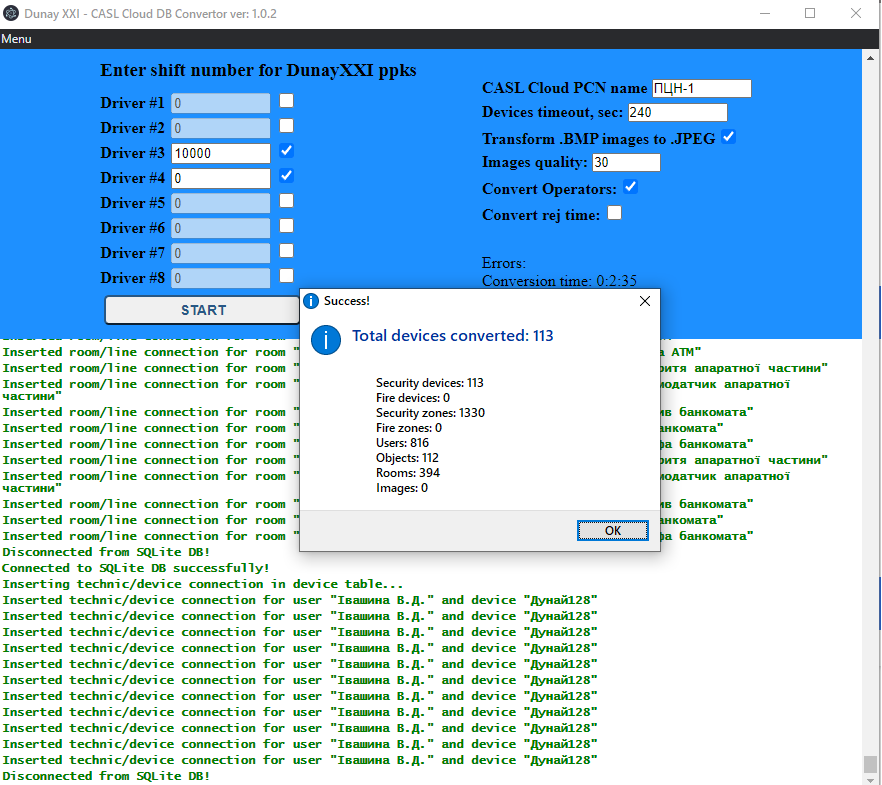 Dunay XXI - CASL Cloud DB Convertor ver: 1.0.2
Menu
Enter shift number for DunayXXI ppks
Driver #1 0
Driver #2 0
Driver #3 10000
Driver #4 0
Driver #5 0
Driver #6 0
Driver #7 0
Driver #8 0
START
CASL Cloud PCN name ПЦН-1
Devices timeout, sec: 240
Transform .BMP images to .JPEG
Images quality: 30
Convert Operators:
Convert rej time:
Errors:
Conversion time: 0:2:35
Success!
Total devices converted: 113
Security devices: 113
Fire devices: 0
Security zones: 1330
Fire zones: 0
Users: 816
Objects: 112
Rooms: 394
Images: 0
OK
Inserted room/line connection for room " а АТМ"
Inserted room/line connection for room " ритя апаратної частини"
Inserted room/line connection for room " модатчик апаратної
частини"
Inserted room/line connection for room " ив банкомата"
Inserted room/line connection for room " анкомата"
Inserted room/line connection for room " фа банкомата"
Inserted room/line connection for room " ритя апаратної частини"
Inserted room/line connection for room " модатчик апаратної
частини"
Inserted room/line connection for room " ив банкомата"
Inserted room/line connection for room " анкомата"
Inserted room/line connection for room " фа банкомата"
Disconnected from SQLite DB!
Connected to SQLite DB successfully!
Inserting technic/device connection in device table...
Inserted technic/device connection for user "Івашина В.Д." and device "Дунай128"
Inserted technic/device connection for user "Івашина В.Д." and device "Дунай128"
Inserted technic/device connection for user "Івашина В.Д." and device "Дунай128"
Inserted technic/device connection for user "Івашина В.Д." and device "Дунай128"
Inserted technic/device connection for user "Івашина В.Д." and device "Дунай128"
Inserted technic/device connection for user "Івашина В.Д." and device "Дунай128"
Inserted technic/device connection for user "Івашина В.Д." and device "Дунай128"
Inserted technic/device connection for user "Івашина В.Д." and device "Дунай128"
Inserted technic/device connection for user "Івашина В.Д." and device "Дунай128"
Inserted technic/device connection for user "Івашина В.Д." and device "Дунай128"
Inserted technic/device connection for user "Івашина В.Д." and device "Дунай128"
Disconnected from SQLite DB!